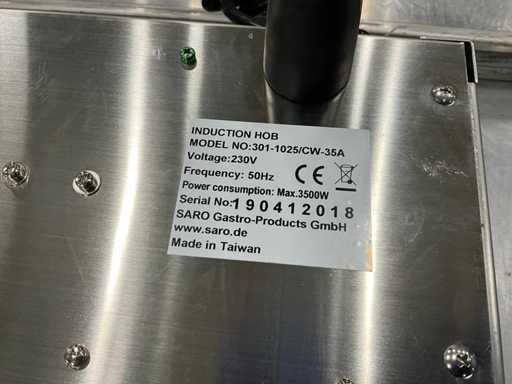 INDUCTION HOB
MODEL NO:301-1025/CW-35A
Voltage:230V
Frequency: 50Hz
CE
Power consumption: Max.3500W
Serial No:190412018
SARO Gastro-Products GmbH
www.saro.de
Made in Taiwan